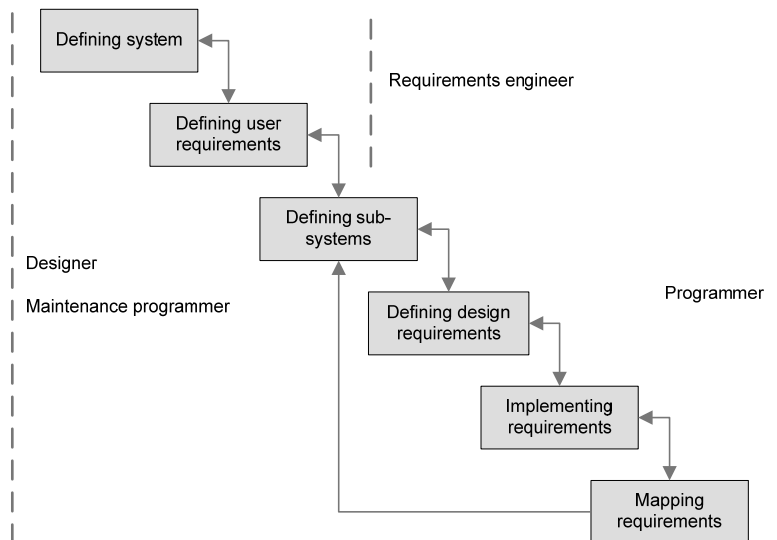 Defining system
Requirements engineer
Defining user
requirements
Defining sub-
systems
Designer
Maintenance programmer
Programmer
Defining design
requirements
Implementing
requirements
Mapping
requirements